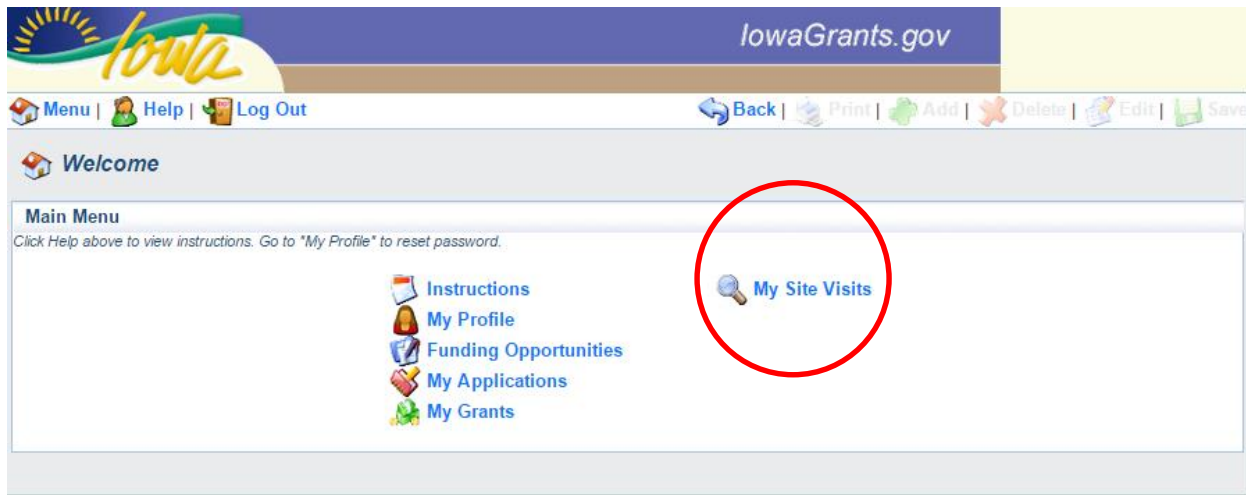 Iowa
IowaGrants.gov
Menu | Help | Log Out
Back | Print | Add | Delete | Edit | Save
Welcome
Main Menu
Click Help above to view instructions. Go to "My Profile" to reset password.
Instructions
My Profile
Funding Opportunities
My Applications
My Grants
My Site Visits